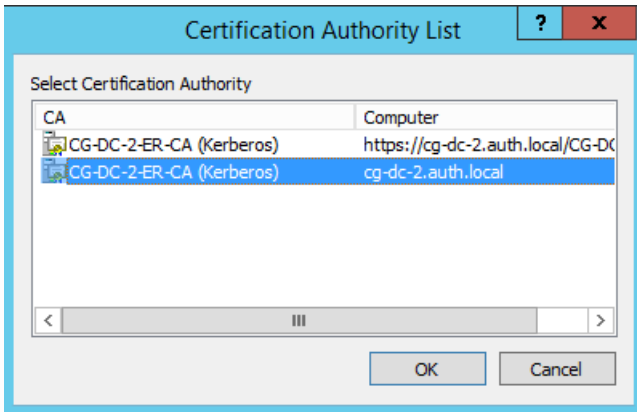 Certification Authority List
?
x
Select Certification Authority
CA Computer
CG-DC-2-ER-CA (Kerberos) https://cg-dc-2.auth.local/CG-DC
CG-DC-2-ER-CA (Kerberos) cg-dc-2.auth.local
OK Cancel